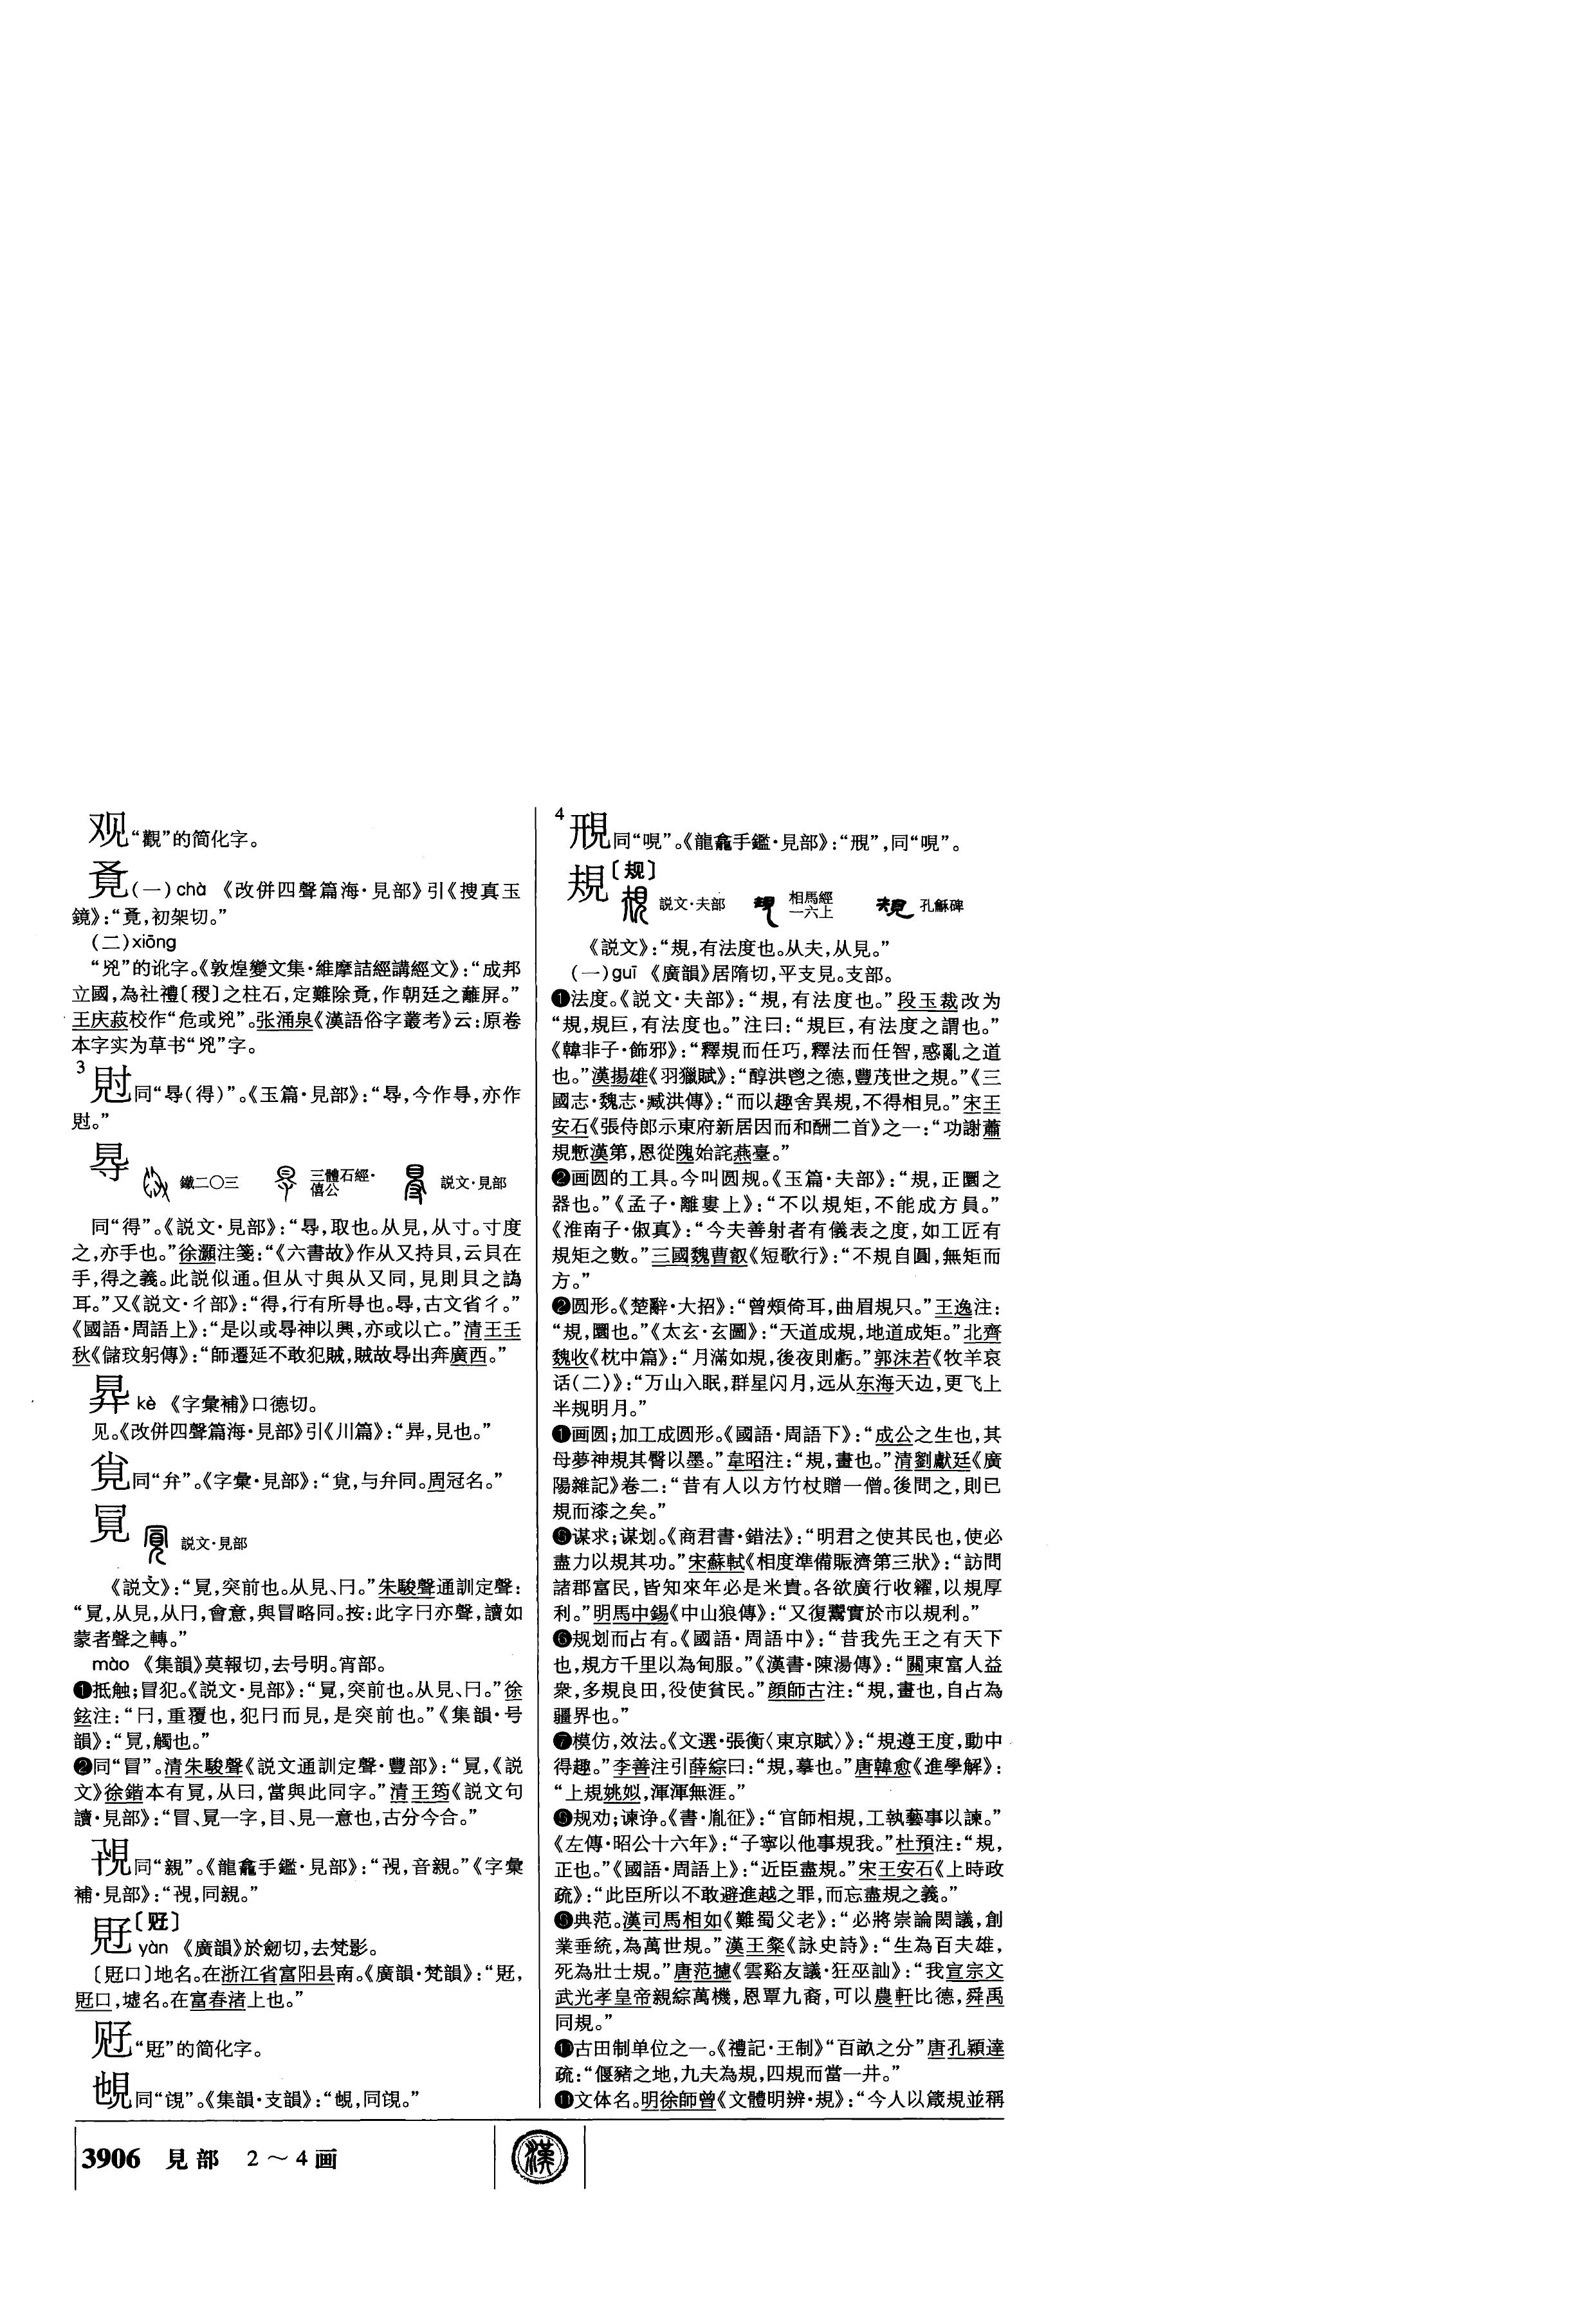 观“觀”的简化字。
覔(一)chà 《改併四聲篇海·見部》引《搜真玉
鏡》:“,初架切。”
(二)xiōng
“兇”的讹字。《敦煌變文集·維摩詰經講經文》:“成邦
立國,為社禮〔稷〕之柱石,定難除,作朝廷之蘺屏。”
王庆菽校作“危或兇”。张涌泉《漢語俗字叢考》云:原卷
本字实为草书“兇”字。
3
同“㝵(得)”。《玉篇·見部》:“㝵,今作㝵,亦作
。”
㝵 鐵二〇三 三體石經·僖公 説文·見部
同“得”。《説文·見部》:“㝵,取也。从見,从寸。寸度
之,亦手也。”徐灝注箋:“《六書故》作从又持貝,云貝在
手,得之義。此説似通。但从寸與从又同,見則貝之譌
耳。”又《説文·彳部》:“得,行有所㝵也。㝵,古文省彳。”
《國語·周語上》:“是以或㝵神以興,亦或以亡。”清王壬
秋《儲玟躬傳》:“師遷延不敢犯賊,賊故㝵出奔廣西。”
kè 《字彙補》口德切。
见。《改併四聲篇海·見部》引《川篇》:“,見也。”
覍同“弁”。《字彙·見部》:“覍,与弁同。周冠名。”
覒 説文·見部
《説文》:“,突前也。从見、冃。”朱駿聲通訓定聲:
“,从見,从冃,會意,與冒略同。按:此字冃亦聲,讀如
蒙者聲之轉。”
mào 《集韻》莫報切,去号明。宵部。
❶抵触;冒犯。《説文·見部》:“,突前也。从見、冃。”徐
鉉注:“冃,重覆也,犯冃而見,是突前也。”《集韻·号
韻》:“,觸也。”
❷同“冒”。清朱駿聲《説文通訓定聲·豐部》:“,《説
文》徐鍇本有,从曰,當與此同字。”清王筠《説文句
讀·見部》:“冒、一字,目、見一意也,古分今合。”
同“親”。《龍龕手鑑·見部》:“,音親。”《字彙
補·見部》:“,同親。”
〔〕
yàn 《廣韻》於劒切,去梵影。
〔口〕地名。在浙江省富阳县南。《廣韻·梵韻》:“,
口,墟名。在富春渚上也。”
“”的简化字。
同“覙”。《集韻·支韻》:“,同。”
4
同“哯”。《龍龕手鑑·見部》:“”,同“哯”。
規〔规〕 説文·夫部 相馬經一六上 孔龢碑
《説文》:“規,有法度也。从夫,从見。”
(一)guī 《廣韻》居隋切,平支見。支部。
❶法度。《説文·夫部》:“規,有法度也。”段玉裁改为
“規,規巨,有法度也。”注曰:“規巨,有法度之謂也。”
《韓非子·飾邪》:“釋規而任巧,釋法而任智,惑亂之道
也。”漢揚雄《羽獵賦》:“醇洪鬯之德,豐茂世之規。”《三
國志·魏志·臧洪傳》:“而以趣舍異規,不得相見。”宋王
安石《張侍郎示東府新居因而和酬二首》之一:“功謝蕭
規慙漢第,恩從隗始詫燕臺。”
❷画圆的工具。今叫圆规。《玉篇·夫部》:“規,正圜之
器也。”《孟子·離婁上》:“不以規矩,不能成方員。”
《淮南子·俶真》:“今夫善射者有儀表之度,如工匠有
規矩之數。”三國魏曹叡《短歌行》:“不規自圓,無矩而
方。”
❷圆形。《楚辭·大招》:“曾頰倚耳,曲眉規只。”王逸注:
“規,圜也。”《太玄·玄圖》:“天道成規,地道成矩。”北齊
魏收《枕中篇》:“月滿如規,後夜則虧。”郭沫若《牧羊哀
话(二)》:“万山入眠,群星闪月,远从东海天边,更飞上
半规明月。”
❶画圆;加工成圆形。《國語·周語下》:“成公之生也,其
母夢神規其臀以墨。”韋昭注:“規,畫也。”清劉獻廷《廣
陽雜記》卷二:“昔有人以方竹杖贈一僧。後問之,則已
規而漆之矣。”
❺谋求;谋划。《商君書·錯法》:“明君之使其民也,使必
盡力以規其功。”宋蘇軾《相度準備賑濟第三狀》:“訪問
諸郡富民,皆知來年必是米貴。各欲廣行收糴,以規厚
利。”明馬中錫《中山狼傳》:“又復鬻實於市以規利。”
❻规划而占有。《國語·周語中》:“昔我先王之有天下
也,規方千里以為甸服。”《漢書·陳湯傳》:“關東富人益
衆,多規良田,役使貧民。”顔師古注:“規,畫也,自占為
疆界也。”
❼模仿,效法。《文選·張衡〈東京賦〉》:“規遵王度,動中
得趣。”李善注引薛綜曰:“規,摹也。”唐韓愈《進學解》:
“上規姚姒,渾渾無涯。”
❺规劝;谏诤。《書·胤征》:“官師相規,工執藝事以諫。”
《左傳·昭公十六年》:“子寧以他事規我。”杜預注:“規,
正也。”《國語·周語上》:“近臣盡規。”宋王安石《上時政
疏》:“此臣所以不敢避進越之罪,而忘盡規之義。”
❺典范。漢司馬相如《難蜀父老》:“必將崇論閎議,創
業垂統,為萬世規。”漢王粲《詠史詩》:“生為百夫雄,
死為壯士規。”唐范攄《雲谿友議·狂巫訕》:“我宣宗文
武光孝皇帝親綜萬機,恩覃九裔,可以農軒比德,舜禹
同規。”
⓫古田制单位之一。《禮記·王制》“百畝之分”唐孔穎達
疏:“偃豬之地,九夫為規,四規而當一井。”
⓫文体名。明徐師曾《文體明辨·規》:“今人以箴規並稱
3906 見部 2～4画
漢